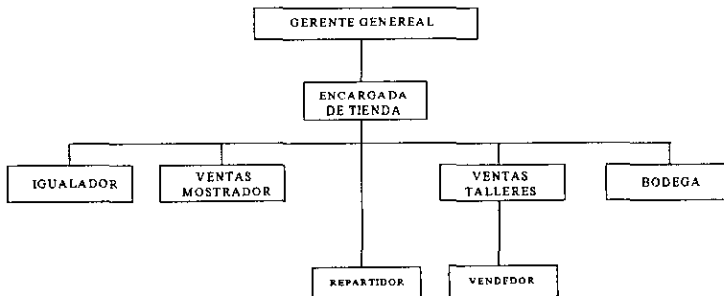 GERENTE GENEREAL
ENCARGADA
DE TIENDA
IGUALADOR
VENTAS
MOSTRADOR
VENTAS
TALLERES
BODEGA
REPARTIDOR
VENDEDOR